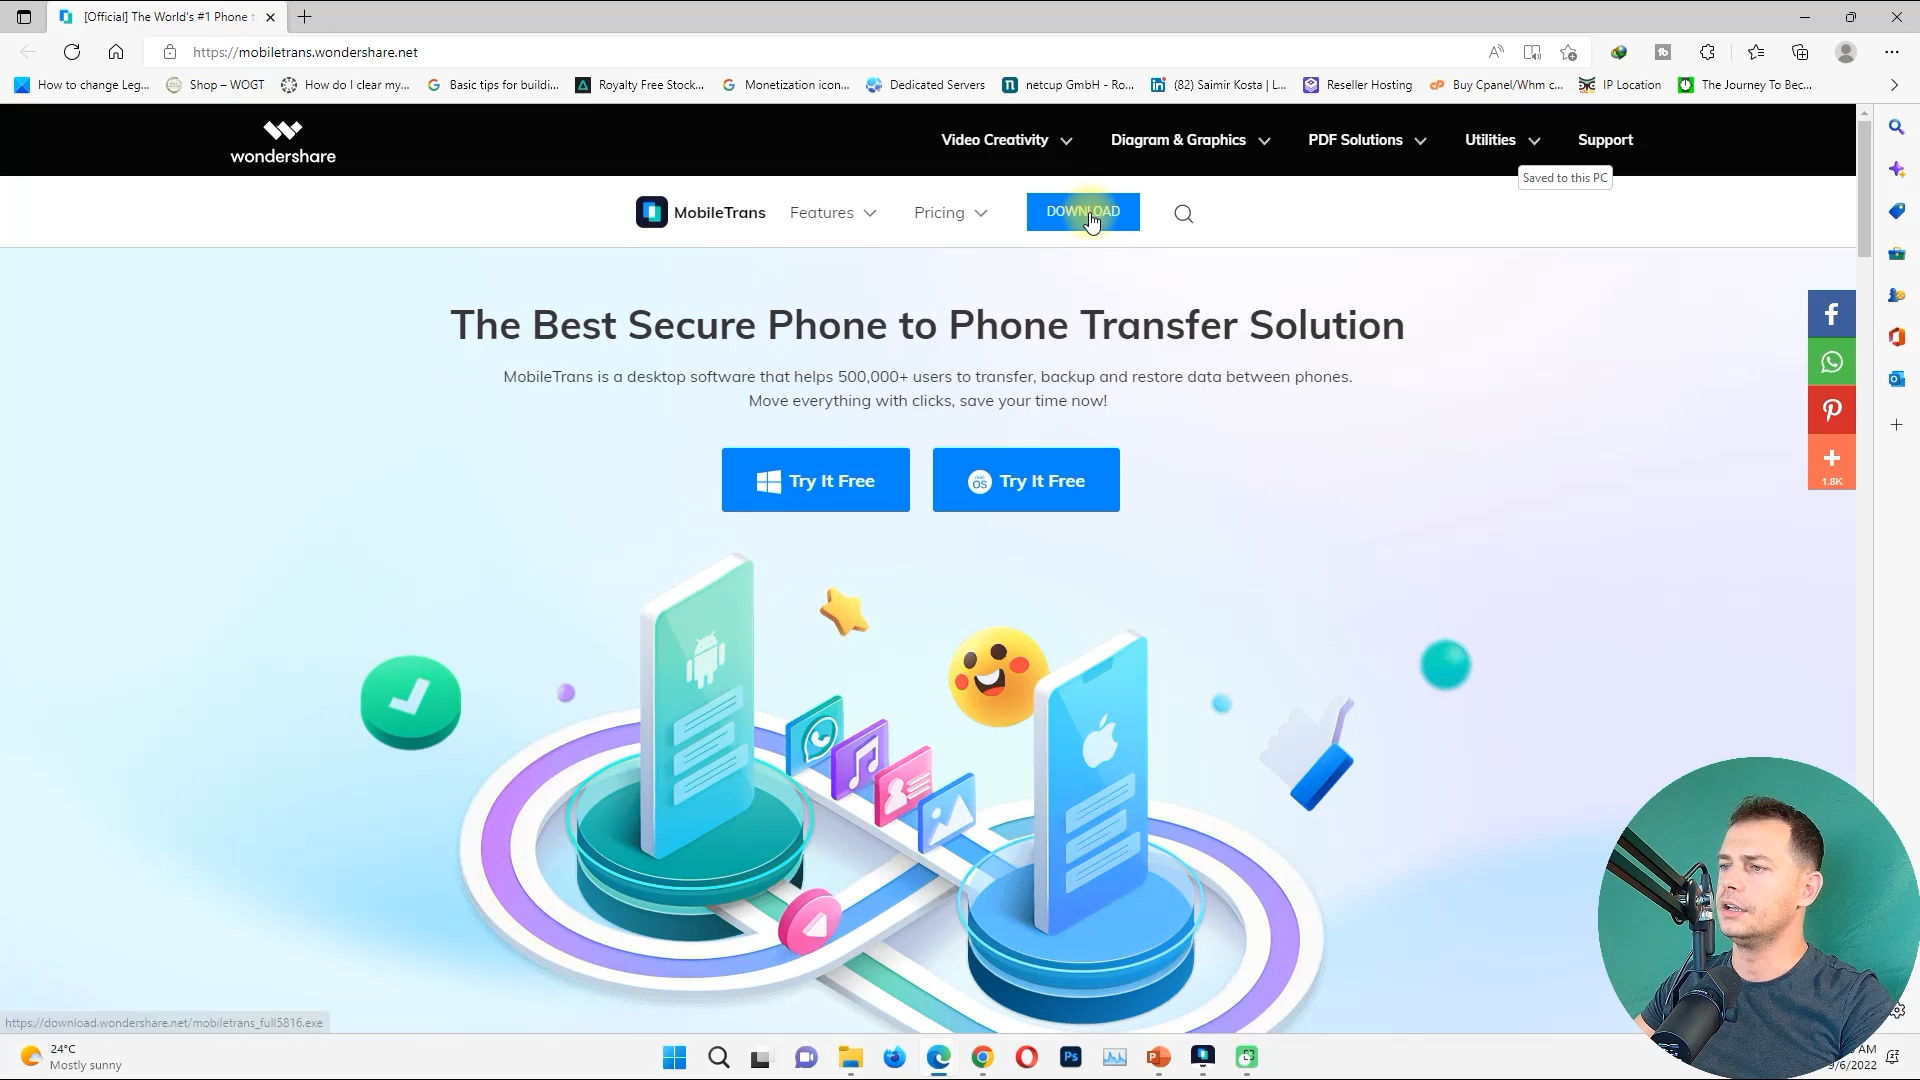 [Official] The World's #1 Phone t
https://mobiletrans.wondershare.net
How to change Leg...
Shop – WOGT
How do I clear my...
Basic tips for buildi...
Royalty Free Stock...
Monetization icon...
Dedicated Servers
netcup GmbH - Ro...
(82) Saimir Kosta | L...
Reseller Hosting
Buy Cpanel/Whm c...
IP Location
The Journey To Bec...
wondershare
Video Creativity
Diagram & Graphics
PDF Solutions
Utilities
Support
Saved to this PC
MobileTrans
Features
Pricing
DOWNLOAD
The Best Secure Phone to Phone Transfer Solution
MobileTrans is a desktop software that helps 500,000+ users to transfer, backup and restore data between phones.
Move everything with clicks, save your time now!
Try It Free
Try It Free
1.8K
https://download.wondershare.net/mobiletrans_full5816.exe
24°C
Mostly sunny
Ps
AM
9/6/2022